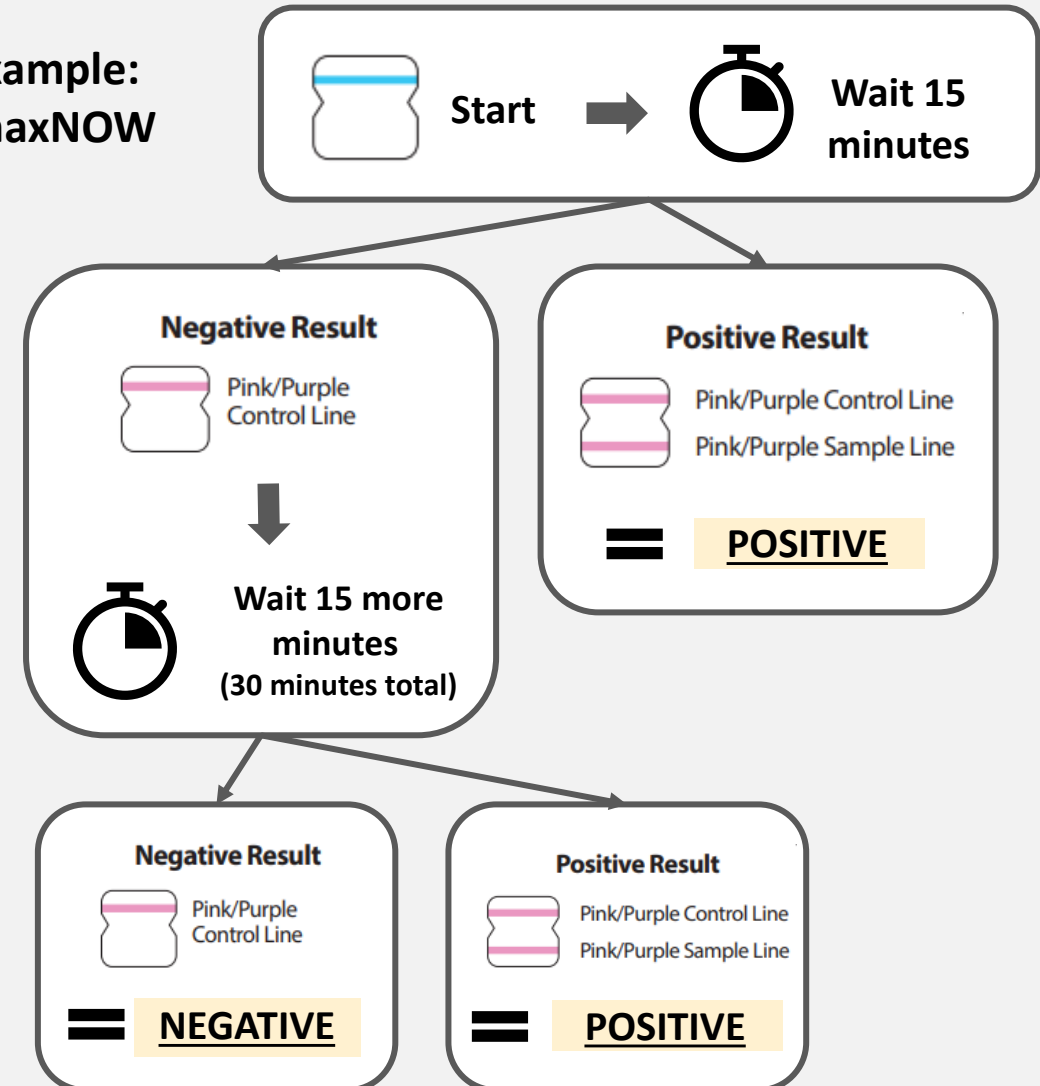 xample:
naxNOW
Start
Wait 15
minutes
Negative Result
Pink/Purple
Control Line
Wait 15 more
minutes
(30 minutes total)
Positive Result
Pink/Purple Control Line
Pink/Purple Sample Line
POSITIVE
Negative Result
Pink/Purple
Control Line
NEGATIVE
Positive Result
Pink/Purple Control Line
Pink/Purple Sample Line
POSITIVE